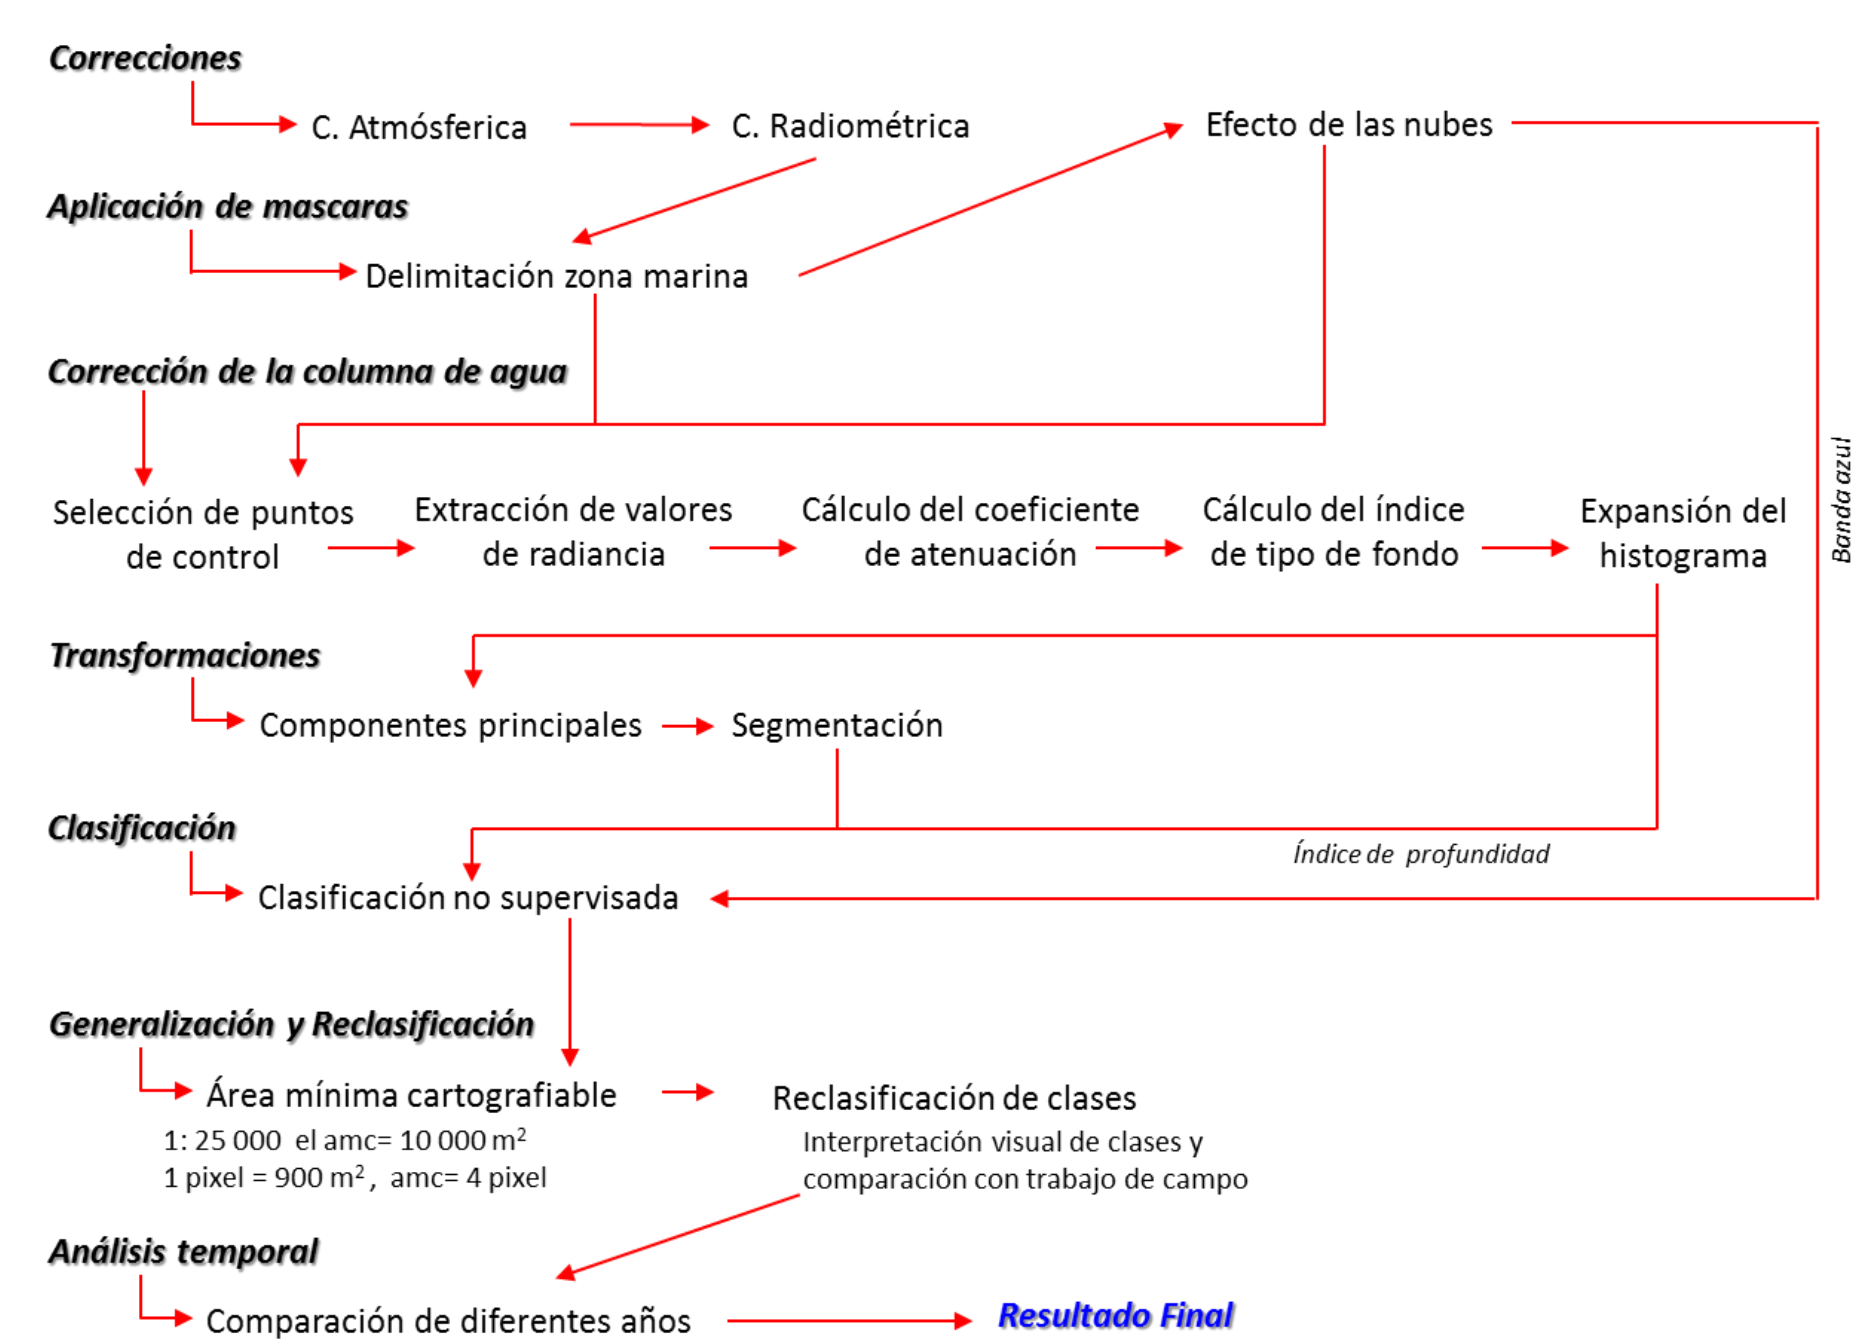 Correcciones
C. Atmósferica
C. Radiométrica
Efecto de las nubes
Aplicación de mascaras
Delimitación zona marina
Corrección de la columna de agua
Banda azul
Selección de puntos
de control
Extracción de valores
de radiancia
Cálculo del coeficiente
de atenuación
Cálculo del índice
de tipo de fondo
Expansión del
histograma
Transformaciones
Componentes principales
Segmentación
Clasificación
Índice de profundidad
Clasificación no supervisada
Generalización y Reclasificación
Área mínima cartografiable
1: 25 000 el amc= 10 000 m²
1 pixel = 900 m², amc= 4 pixel
Reclasificación de clases
Interpretación visual de clases y
comparación con trabajo de campo
Análisis temporal
Comparación de diferentes años
Resultado Final